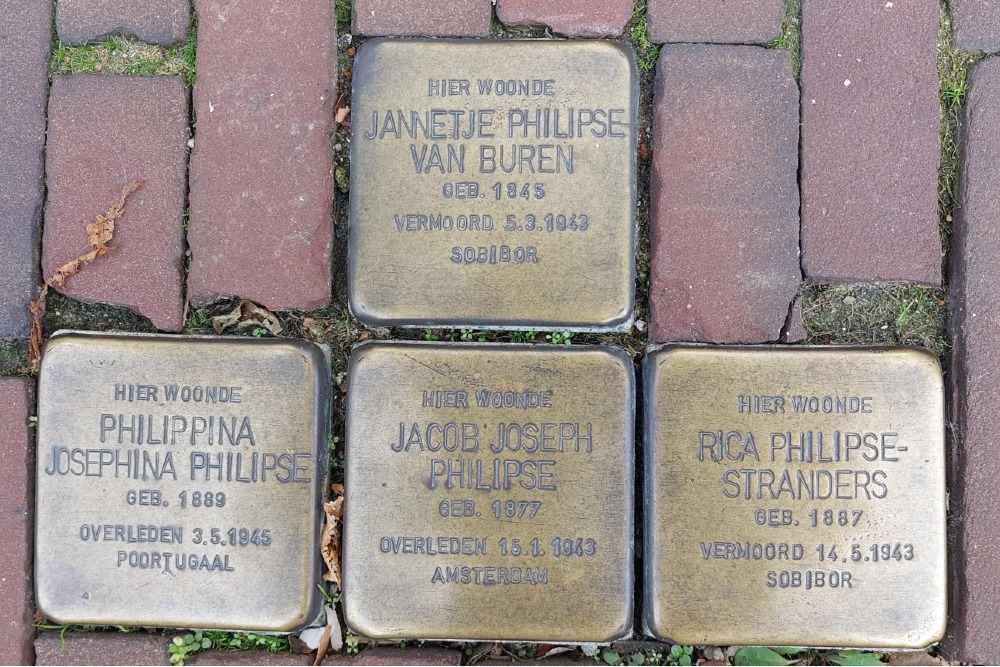 HIER WOONDE
JANNETJE PHILIPSE
VAN BUREN
GEB. 1845
VERMOORD 5.3.1943
SOBIBOR
HIER WOONDE
PHILIPPINA
JOSEPHINA PHILIPSE
GEB. 1889
OVERLEDEN 3.5.1945
POORTUGAAL
HIER WOONDE
JACOB JOSEPH
PHILIPSE
GEB. 1877
OVERLEDEN 15.1.1943
AMSTERDAM
HIER WOONDE
RICA PHILIPSE-
STRANDERS
GEB. 1887
VERMOORD 14.5.1943
SOBIBOR